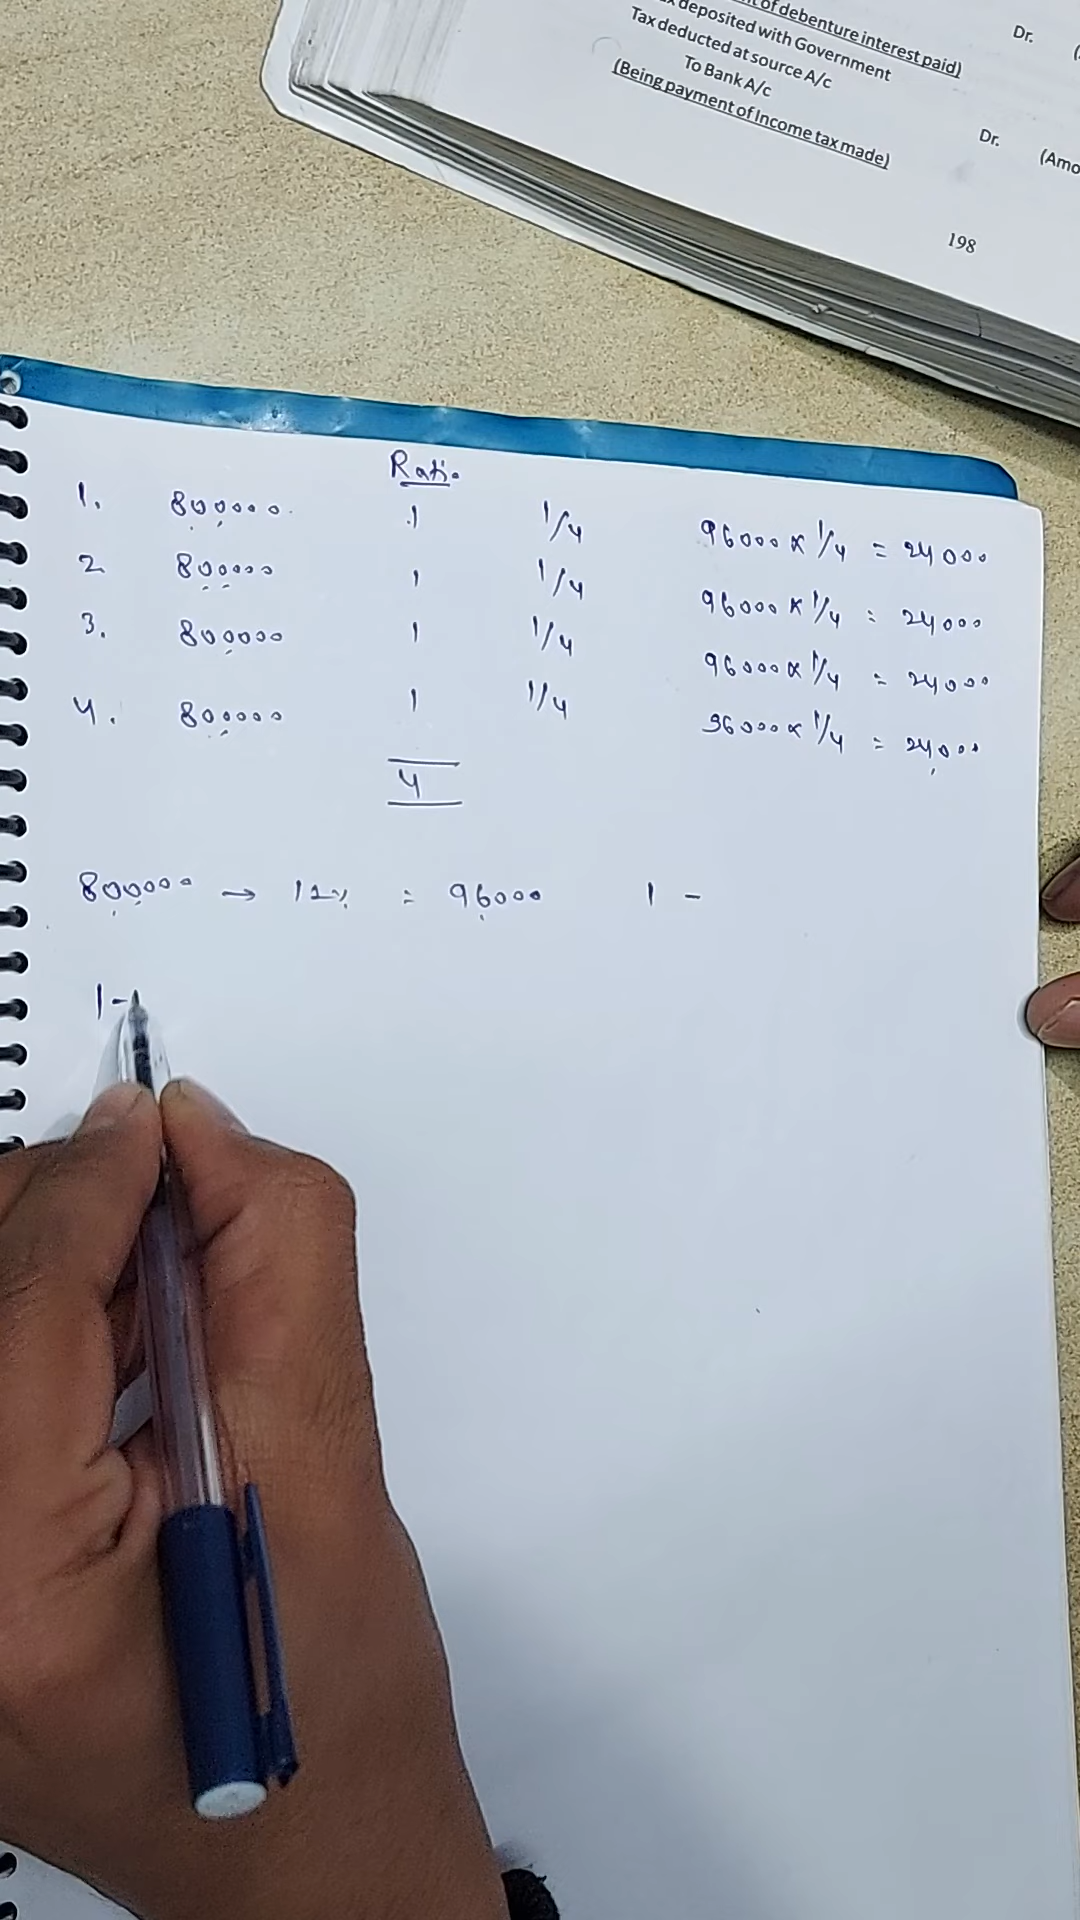 of debenture interest paid) Dr.
deposited with Government
Tax deducted at source A/c
To Bank A/c Dr. (Amo
(Being payment of Income tax made)
198
Ratio
1. 800000 1 1/4 96000 x 1/4 = 24000
2 800000 1 1/4 96000 x 1/4 = 24000
3. 800000 1 1/4 96000 x 1/4 = 24000
4. 800000 1 1/4 96000 x 1/4 = 24000
4
800000 → 12% = 96000 1 -
1 -